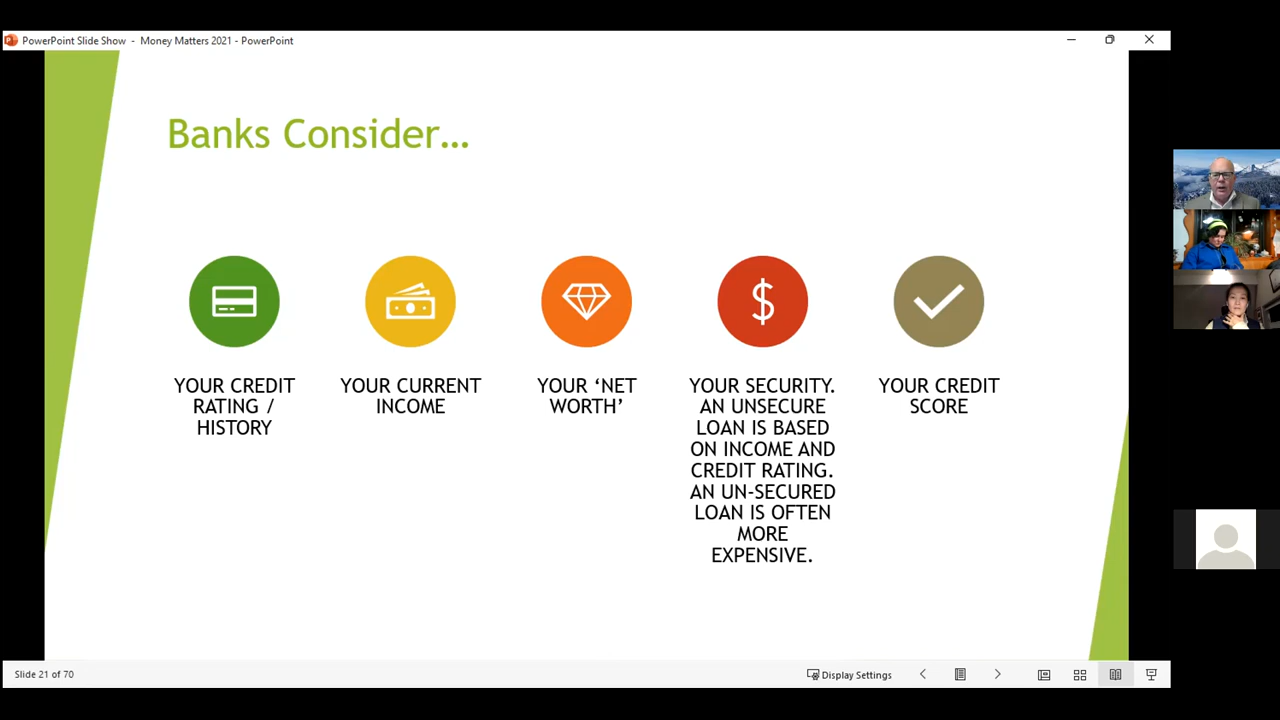 PowerPoint Slide Show - Money Matters 2021 - PowerPoint
Banks Consider…
YOUR CREDIT
RATING /
HISTORY
YOUR CURRENT
INCOME
YOUR ‘NET
WORTH’
YOUR SECURITY.
AN UNSECURE
LOAN IS BASED
ON INCOME AND
CREDIT RATING.
AN UN-SECURED
LOAN IS OFTEN
MORE
EXPENSIVE.
YOUR CREDIT
SCORE
Slide 21 of 70
Display Settings